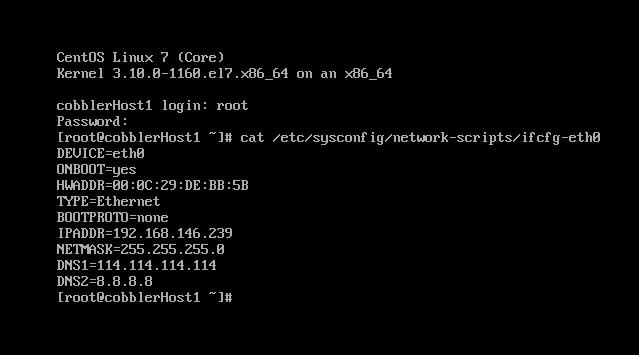 CentOS Linux 7 (Core)
Kernel 3.10.0-1160.el7.x86_64 on an x86_64
cobblerHost1 login: root
Password:
[root@cobblerHost1 ~]# cat /etc/sysconfig/network-scripts/ifcfg-eth0
DEVICE=eth0
ONBOOT=yes
HWADDR=00:0C:29:DE:BB:5B
TYPE=Ethernet
BOOTPROTO=none
IPADDR=192.168.146.239
NETMASK=255.255.255.0
DNS1=114.114.114.114
DNS2=8.8.8.8
[root@cobblerHost1 ~]#